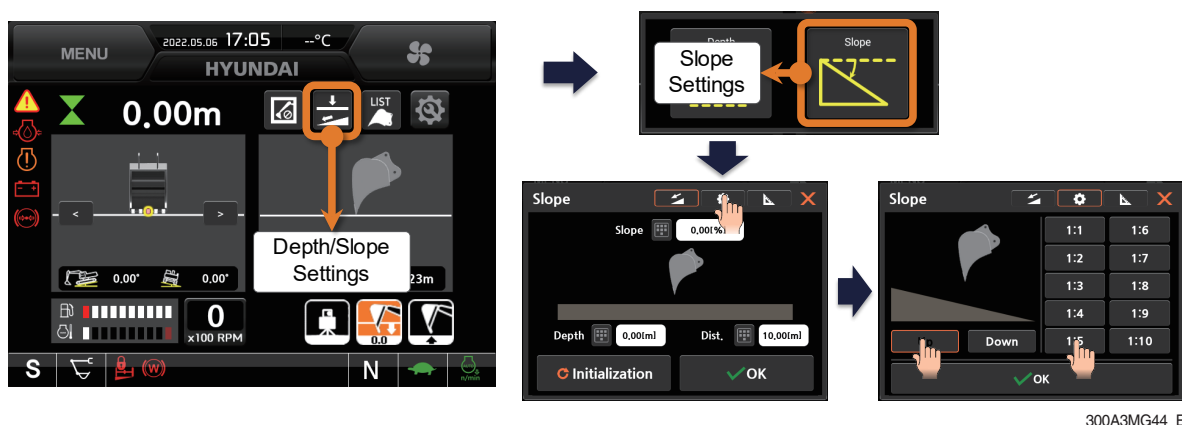 MENU
2022.05.06 17:05 --°C
HYUNDAI
0.00m
LIST
< 0 >
0.00° 0.00°
23m
Depth/Slope
Settings
0
x100 RPM
0.0
S
(W)
N
n/min
Depth
Slope
Slope
Settings
Slope
X
Slope 0,00[%]
Depth 0,00[m] Dist. 10,00[m]
Initialization
OK
Slope
X
1:1 1:6
1:2 1:7
1:3 1:8
1:4 1:9
Down 1:5 1:10
OK
300A3MG44_E